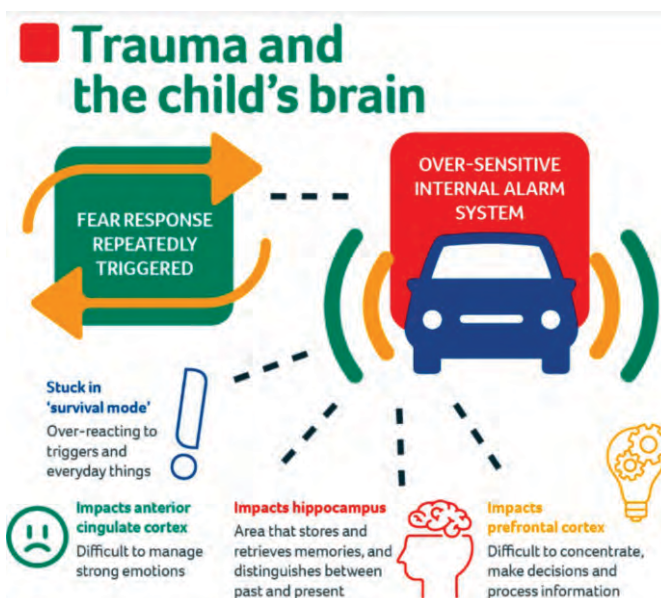 Trauma and
the child's brain
FEAR RESPONSE
REPEATEDLY
TRIGGERED
OVER-SENSITIVE
INTERNAL ALARM
SYSTEM
Stuck in
'survival mode'
Over-reacting to
triggers and
everyday things
Impacts anterior
cingulate cortex
Difficult to manage
strong emotions
Impacts hippocampus
Area that stores and
retrieves memories, and
distinguishes between
past and present
Impacts
prefrontal cortex
Difficult to concentrate,
make decisions and
process information